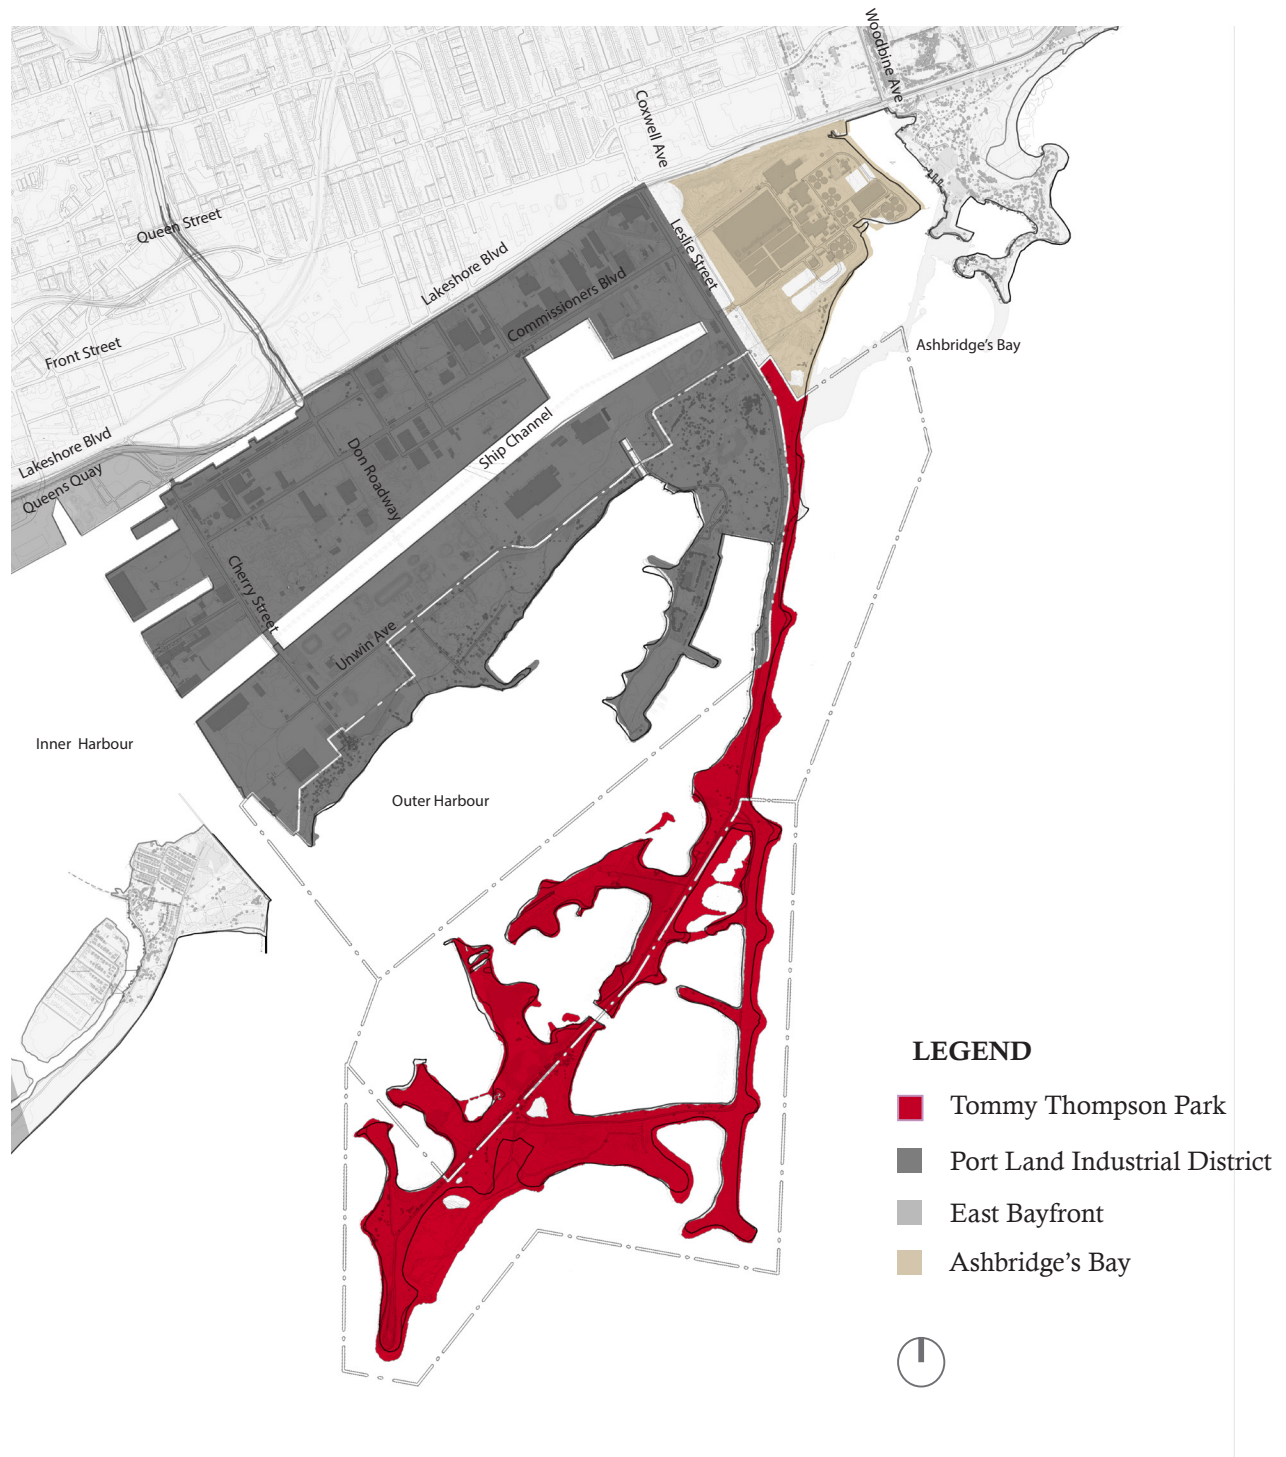 Woodbine Ave
Coxwell Ave
Queen Street
Leslie Street
Lakeshore Blvd
Commissioners Blvd
Front Street
Ashbridge's Bay
Lakeshore Blvd
Queens Quay
Don Roadway
Ship Channel
Cherry Street
Unwin Ave
Inner Harbour
Outer Harbour
LEGEND
Tommy Thompson Park
Port Land Industrial District
East Bayfront
Ashbridge’s Bay